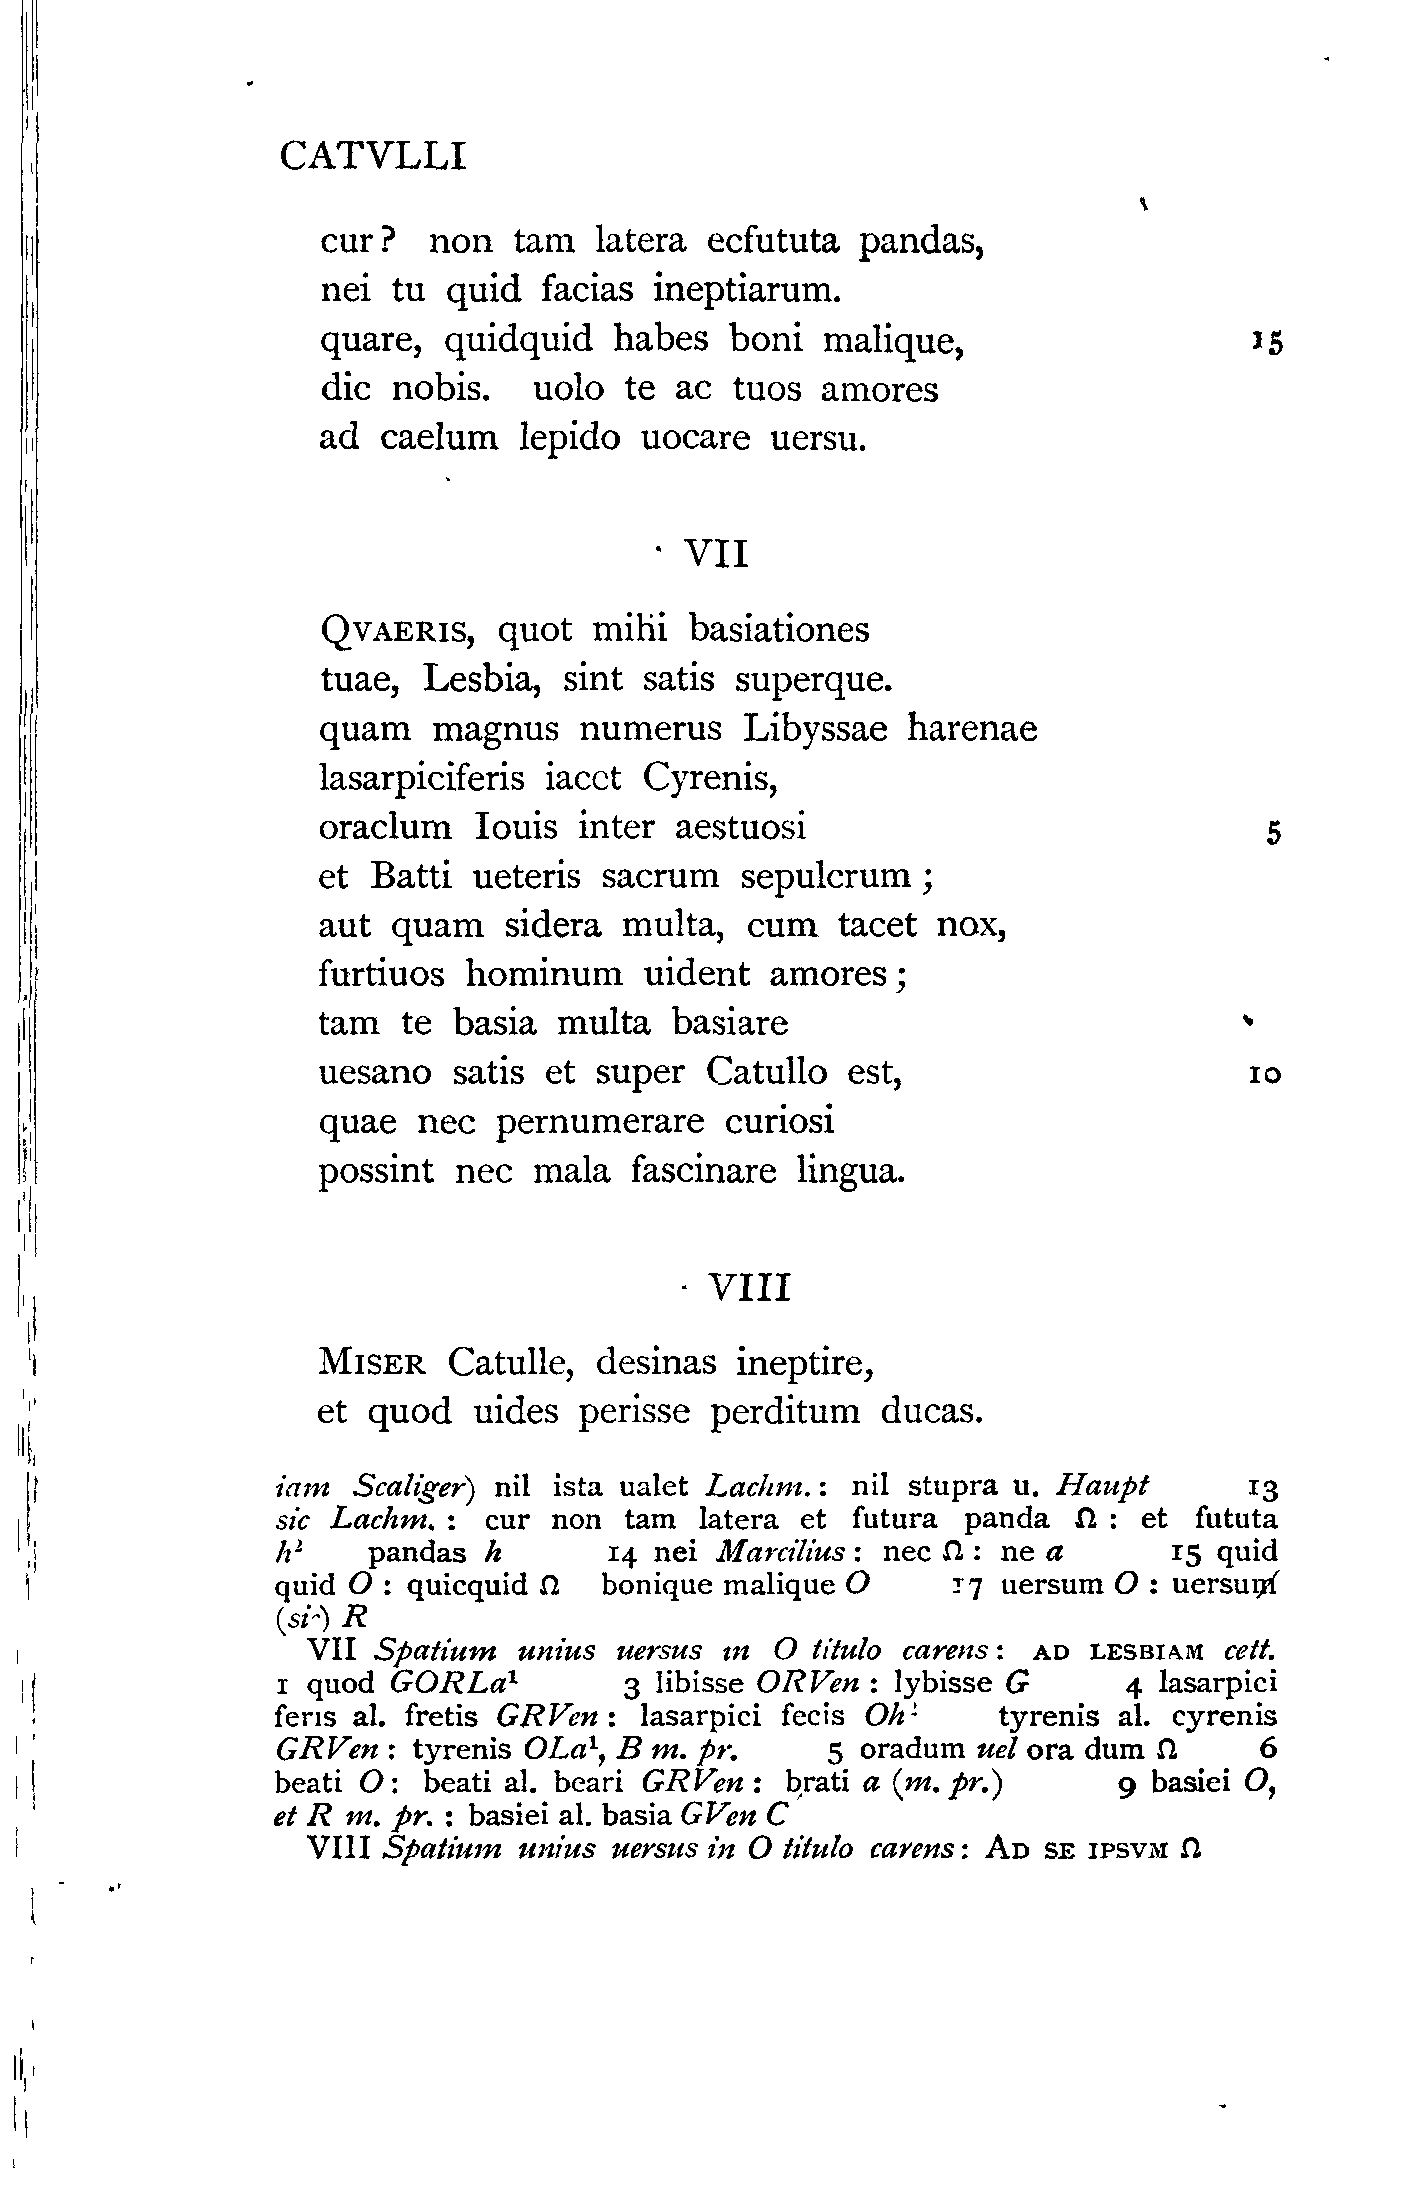 CATVLLI
cur? non tam latera ecfututa pandas,
nei tu quid facias ineptiarum.
quare, quidquid habes boni malique, 15
dic nobis. uolo te ac tuos amores
ad caelum lepido uocare uersu.
VII
QVAERIS, quot mihi basiationes
tuae, Lesbia, sint satis superque.
quam magnus numerus Libyssae harenae
lasarpiciferis iacet Cyrenis,
oraclum Iouis inter aestuosi 5
et Batti ueteris sacrum sepulcrum ;
aut quam sidera multa, cum tacet nox,
furtiuos hominum uident amores ;
tam te basia multa basiare
uesano satis et super Catullo est, 10
quae nec pernumerare curiosi
possint nec mala fascinare lingua.
VIII
MISER Catulle, desinas ineptire,
et quod uides perisse perditum ducas.
iam Scaliger) nil ista ualet Lachm. : nil stupra u. Haupt 13
sic Lachm. : cur non tam latera et futura panda Ω : et fututa
h² pandas h 14 nei Marcilius : nec Ω : ne a 15 quid
quid O : quicquid Ω bonique malique O 17 uersum O : uersum
(sic) R
VII Spatium unius uersus in O titulo carens : AD LESBIAM cett.
1 quod GORLa¹ 3 libisse ORVen : lybisse G 4 lasarpici
feris al. fretis GRVen : lasarpici fecis Oh² tyrenis al. cyrenis
GRVen : tyrenis OLa¹, B m. pr. 5 oradum uel ora dum Ω 6
beati O : beati al. beari GRVen : brati a (m. pr.) 9 basiei O,
et R m. pr. : basiei al. basia GVen C
VIII Spatium unius uersus in O titulo carens : AD SE IPSVM Ω